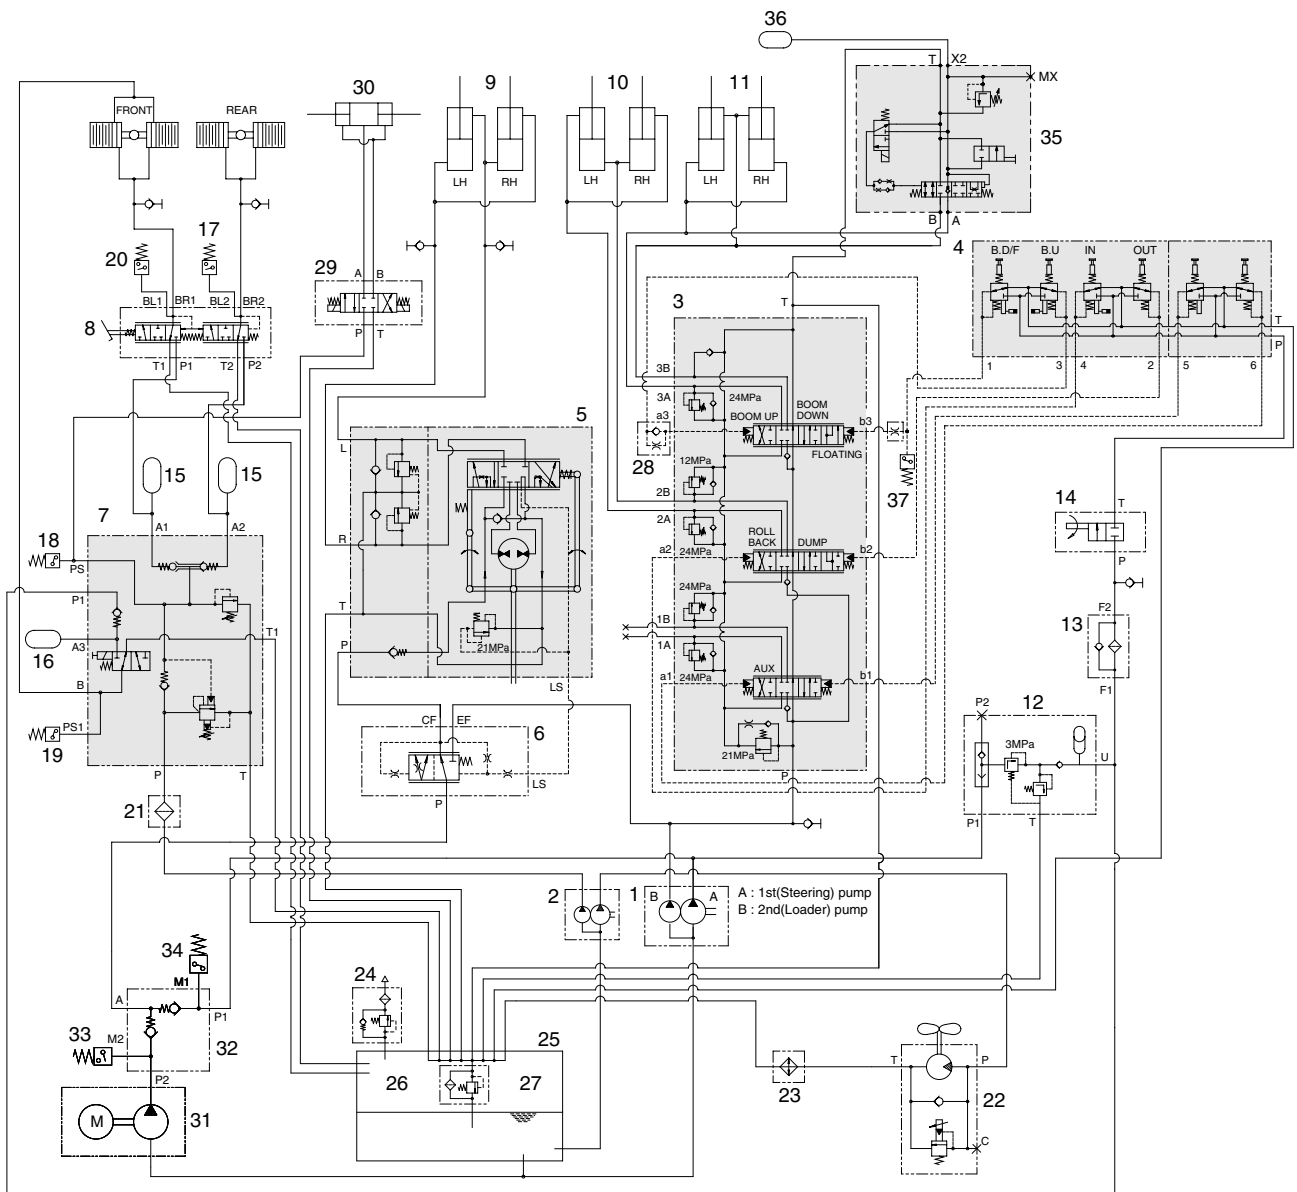 36
T
X2
MX
35
B
A
FRONT
REAR
30
9
10
11
LH
RH
LH
RH
LH
RH
17
20
29
A
B
P
T
BL1
BR1
BL2
BR2
8
T1
P1
T2
P2
4
B.D/F
B.U
IN
OUT
T
P
1
3
4
2
5
6
3
T
3B
3A
24MPa
a3
BOOM UP
BOOM
DOWN
b3
FLOATING
28
12MPa
2B
2A
24MPa
ROLL
BACK
DUMP
a2
b2
24MPa
1B
1A
24MPa
AUX
a1
b1
21MPa
P
37
5
L
R
T
P
21MPa
LS
15
15
7
A1
A2
18
PS
P1
16
A3
T1
B
PS1
19
P
T
21
CF
EF
6
LS
P
14
T
P
F2
13
F1
P2
12
3MPa
U
P1
T
2
1
B
A
A : 1st(Steering) pump
B : 2nd(Loader) pump
34
M1
A
P1
33
M2
32
P2
M
31
24
25
26
27
23
T
P
22
C